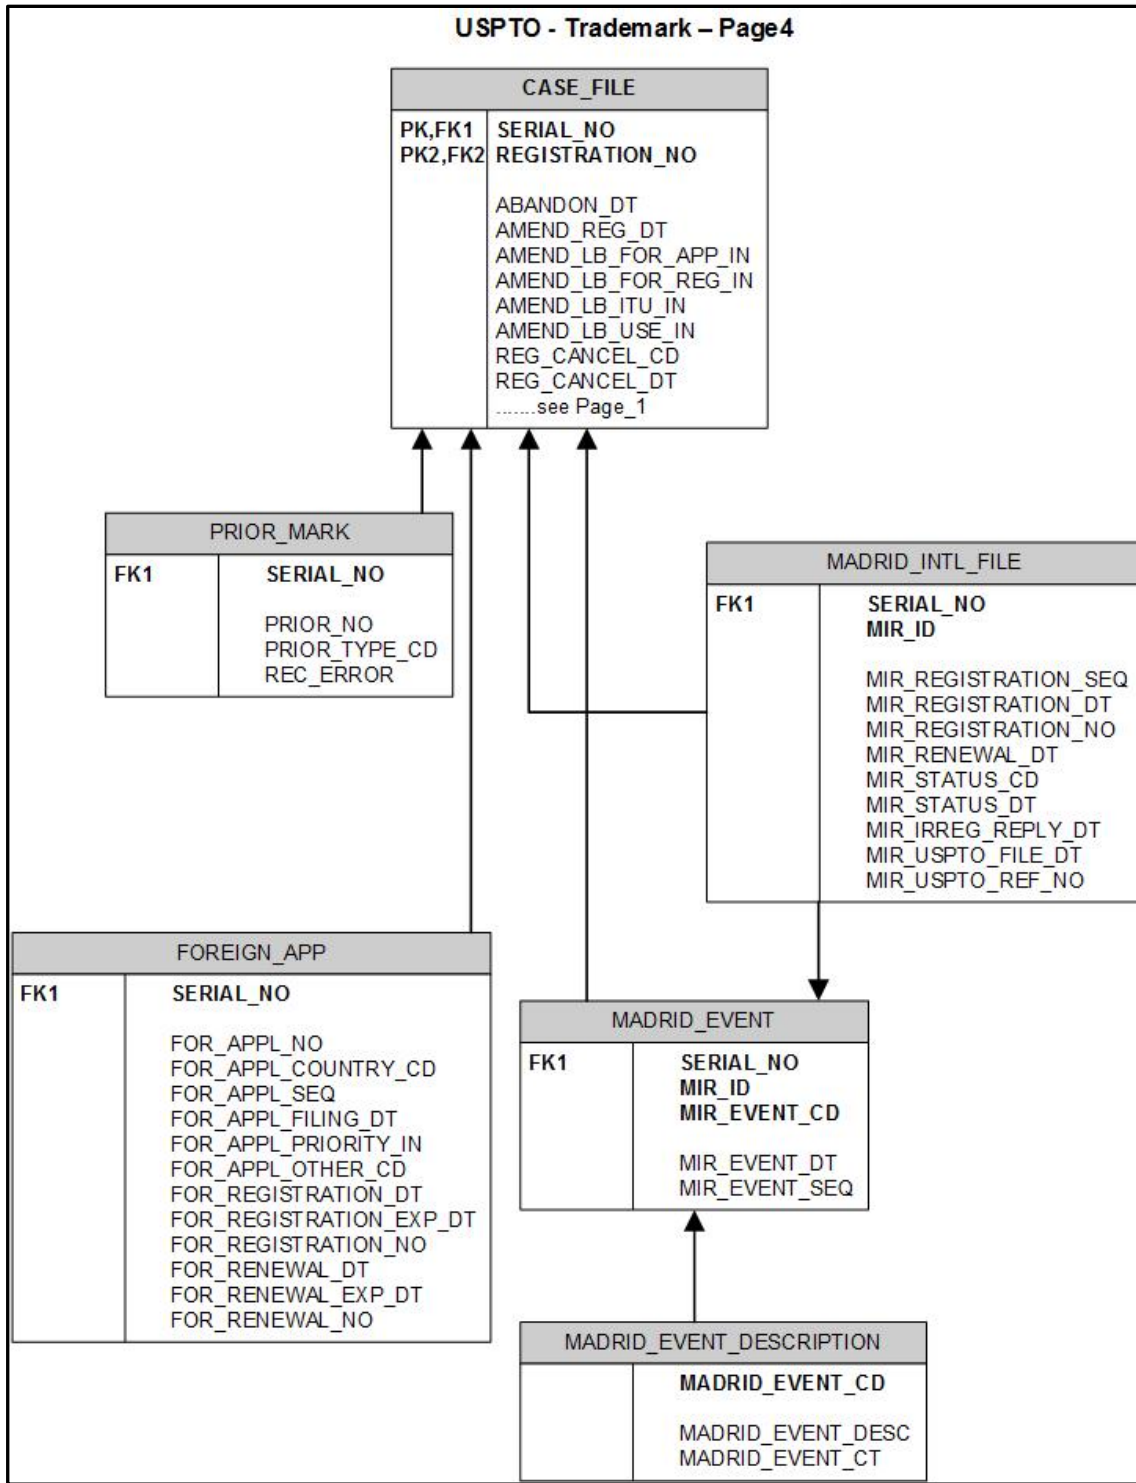 USPTO - Trademark – Page4
CASE_FILE
PK,FK1 SERIAL_NO
PK2,FK2 REGISTRATION_NO
ABANDON_DT
AMEND_REG_DT
AMEND_LB_FOR_APP_IN
AMEND_LB_FOR_REG_IN
AMEND_LB_ITU_IN
AMEND_LB_USE_IN
REG_CANCEL_CD
REG_CANCEL_DT
.......see Page_1
PRIOR_MARK
FK1 SERIAL_NO
PRIOR_NO
PRIOR_TYPE_CD
REC_ERROR
MADRID_INTL_FILE
FK1 SERIAL_NO
MIR_ID
MIR_REGISTRATION_SEQ
MIR_REGISTRATION_DT
MIR_REGISTRATION_NO
MIR_RENEWAL_DT
MIR_STATUS_CD
MIR_STATUS_DT
MIR_IRREG_REPLY_DT
MIR_USPTO_FILE_DT
MIR_USPTO_REF_NO
FOREIGN_APP
FK1 SERIAL_NO
FOR_APPL_NO
FOR_APPL_COUNTRY_CD
FOR_APPL_SEQ
FOR_APPL_FILING_DT
FOR_APPL_PRIORITY_IN
FOR_APPL_OTHER_CD
FOR_REGISTRATION_DT
FOR_REGISTRATION_EXP_DT
FOR_REGISTRATION_NO
FOR_RENEWAL_DT
FOR_RENEWAL_EXP_DT
FOR_RENEWAL_NO
MADRID_EVENT
FK1 SERIAL_NO
MIR_ID
MIR_EVENT_CD
MIR_EVENT_DT
MIR_EVENT_SEQ
MADRID_EVENT_DESCRIPTION
MADRID_EVENT_CD
MADRID_EVENT_DESC
MADRID_EVENT_CT